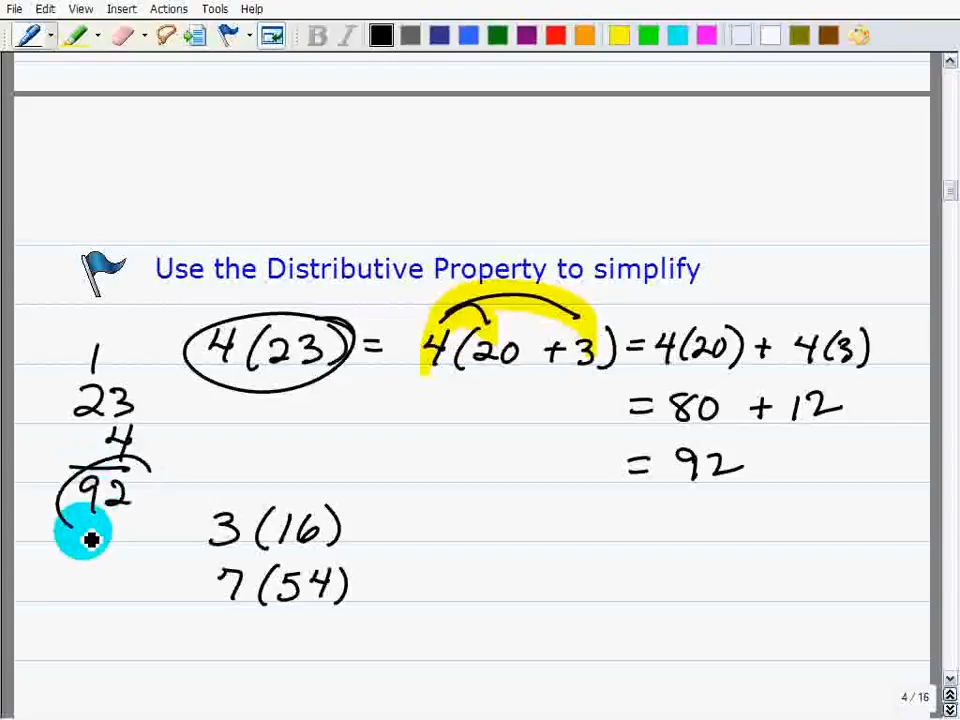 File Edit View Insert Actions Tools Help
B I
Use the Distributive Property to simplify
4(23) = 4(20 + 3) = 4(20) + 4(3)
= 80 + 12
= 92
1
23
4
92
3(16)
7(54)
4 / 16